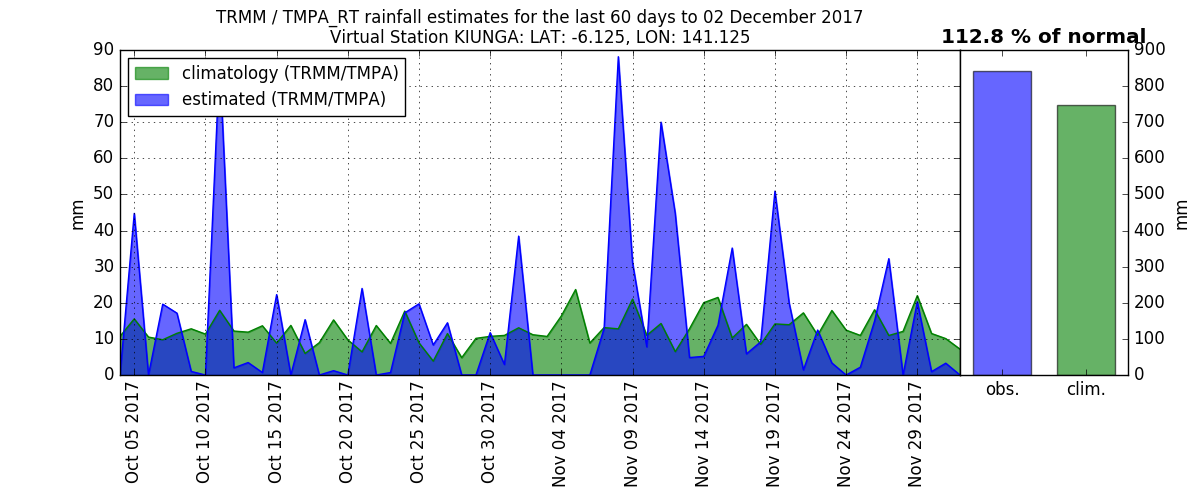 TRMM / TMPA_RT rainfall estimates for the last 60 days to 02 December 2017
Virtual Station KIUNGA: LAT: -6.125, LON: 141.125
112.8 % of normal
climatology (TRMM/TMPA)
estimated (TRMM/TMPA)
mm
90
80
70
60
50
40
30
20
10
0
Oct 05 2017
Oct 10 2017
Oct 15 2017
Oct 20 2017
Oct 25 2017
Oct 30 2017
Nov 04 2017
Nov 09 2017
Nov 14 2017
Nov 19 2017
Nov 24 2017
Nov 29 2017
obs.
clim.
900
800
700
600
500
400
300
200
100
0
mm